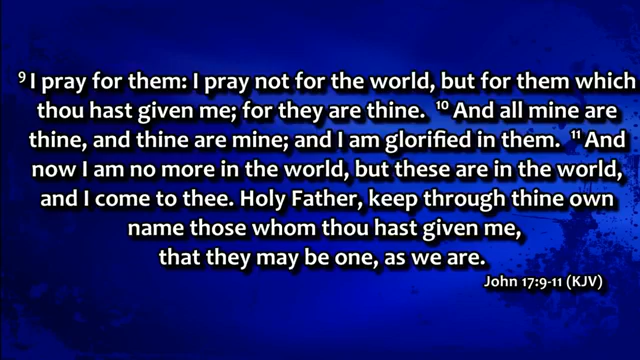 ⁹ I pray for them: I pray not for the world, but for them which
thou hast given me; for they are thine. ¹⁰ And all mine are
thine, and thine are mine; and I am glorified in them. ¹¹ And
now I am no more in the world, but these are in the world,
and I come to thee. Holy Father, keep through thine own
name those whom thou hast given me,
that they may be one, as we are.
John 17:9-11 (KJV)